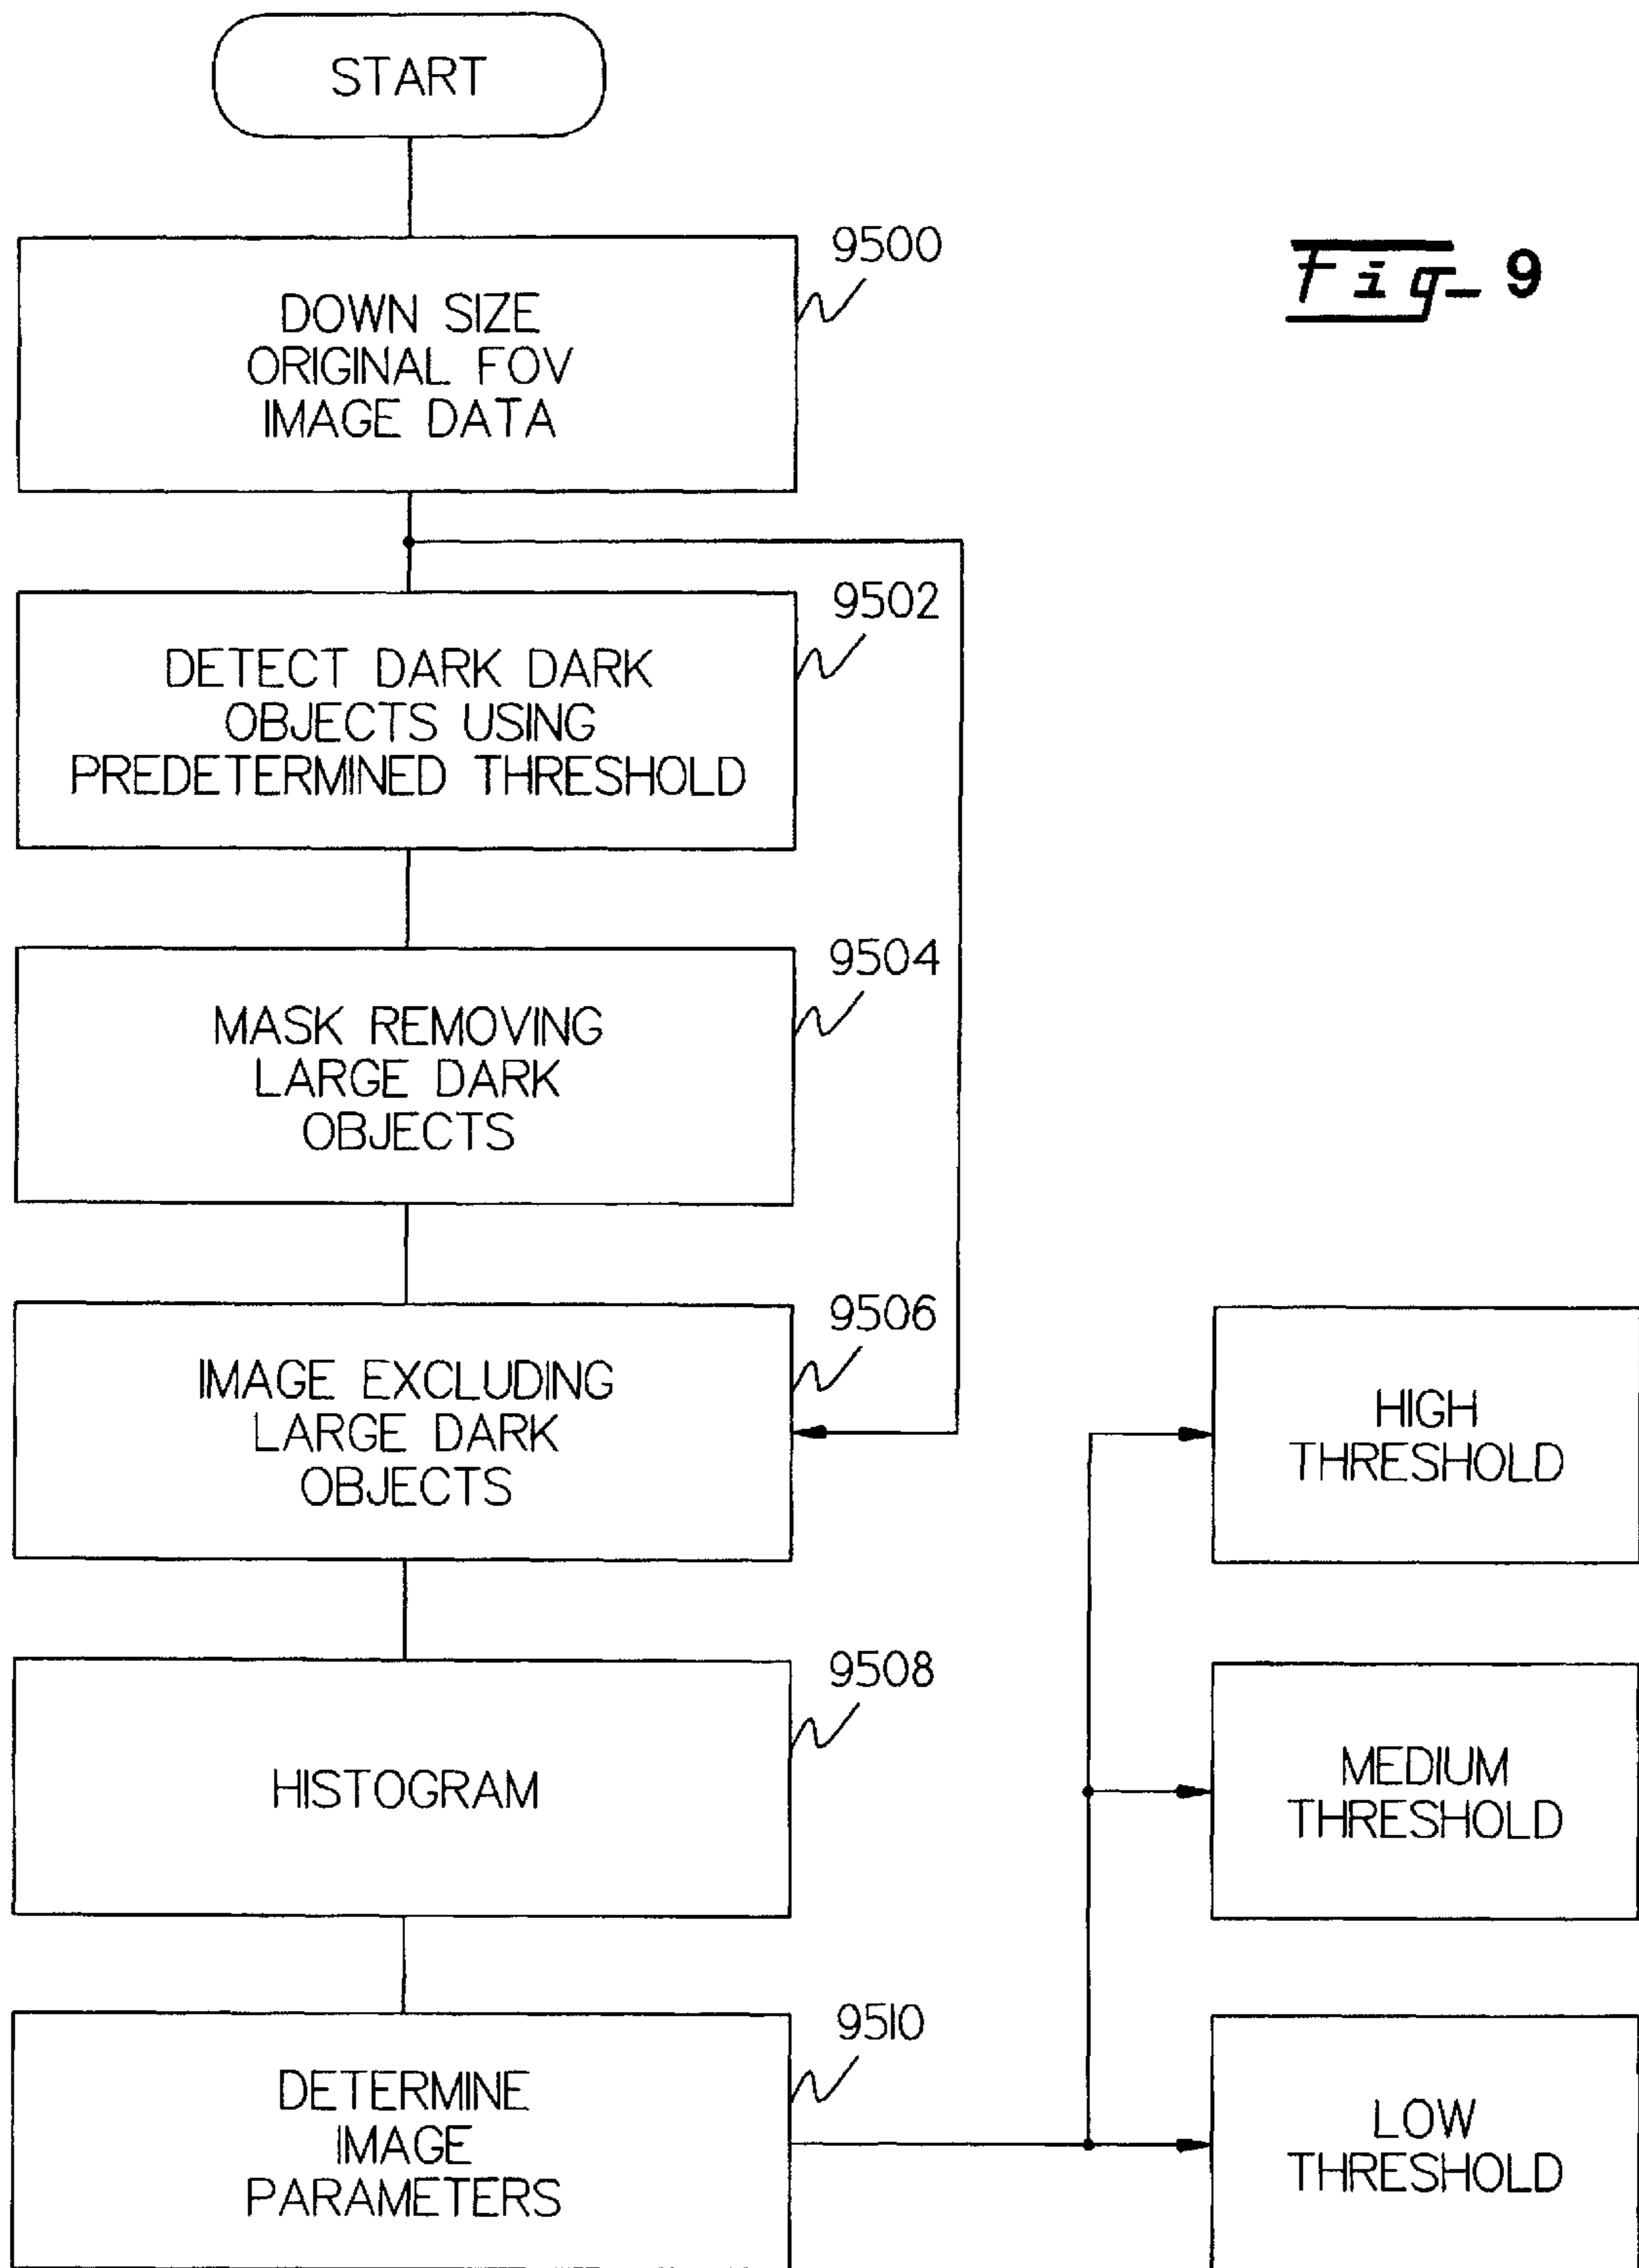 START
9500
DOWN SIZE
ORIGINAL FOV
IMAGE DATA
Fig_ 9
9502
DETECT DARK DARK
OBJECTS USING
PREDETERMINED THRESHOLD
9504
MASK REMOVING
LARGE DARK
OBJECTS
9506
IMAGE EXCLUDING
LARGE DARK
OBJECTS
HIGH
THRESHOLD
9508
HISTOGRAM
MEDIUM
THRESHOLD
9510
DETERMINE
IMAGE
PARAMETERS
LOW
THRESHOLD